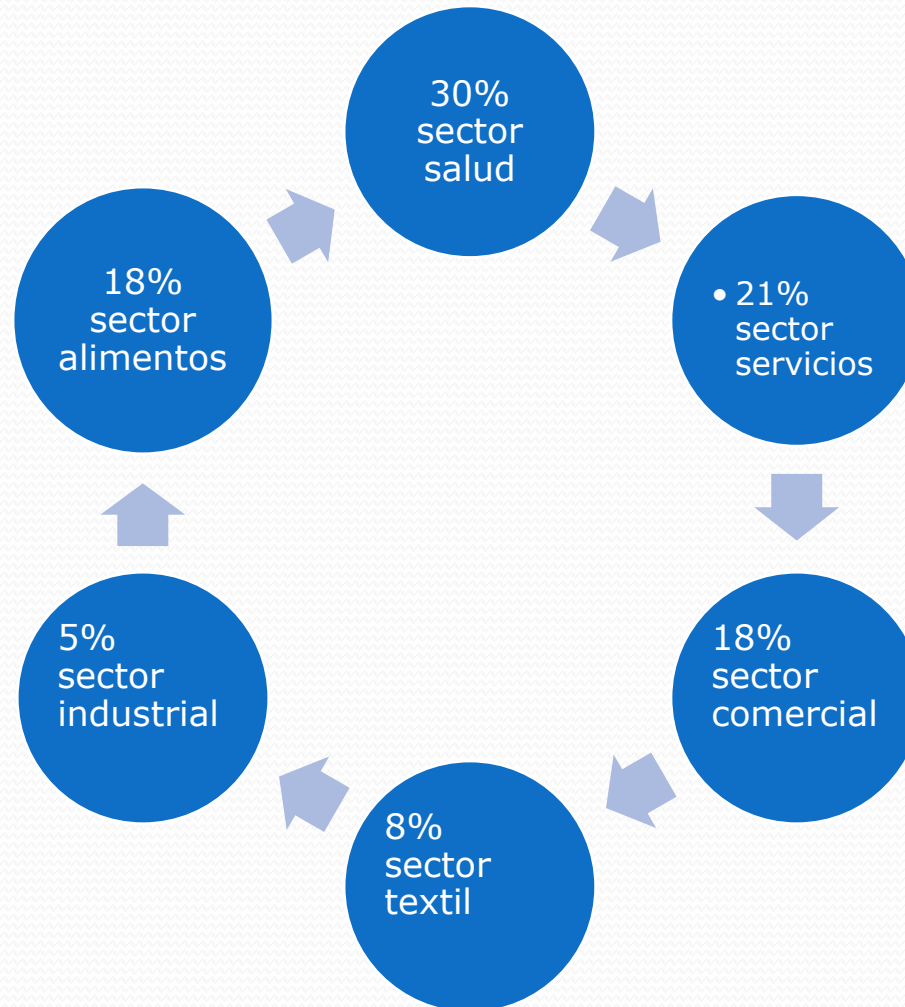 30%
sector
salud
• 21%
sector
servicios
18%
sector
comercial
8%
sector
textil
5%
sector
industrial
18%
sector
alimentos